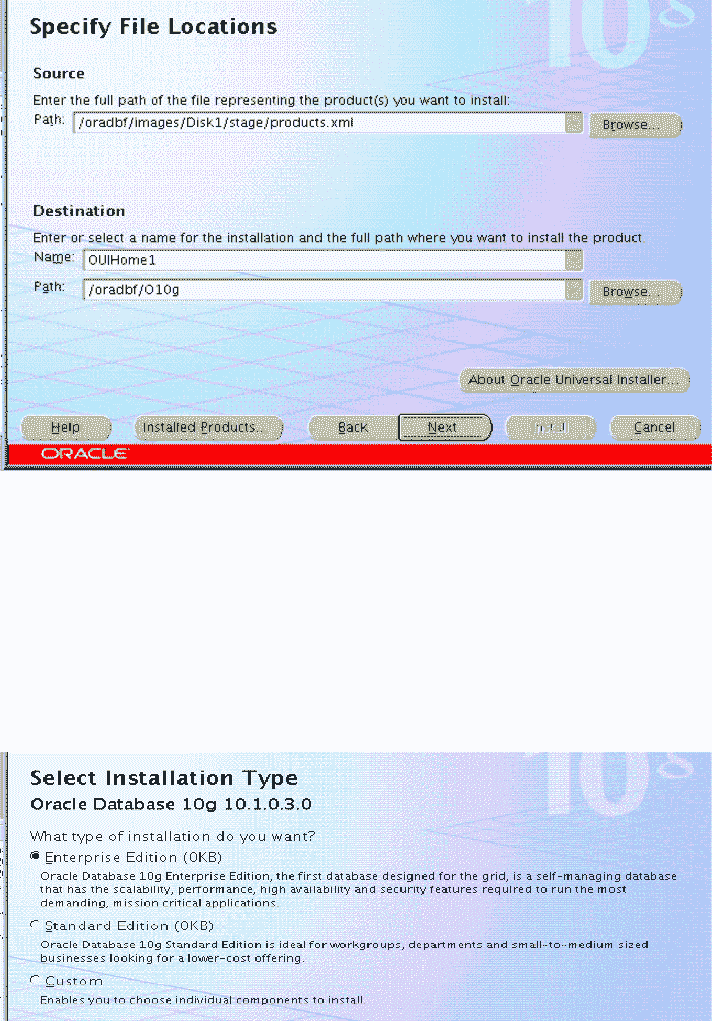 10g
Specify File Locations
Source
Enter the full path of the file representing the product(s) you want to install:
Path: /oradbf/images/Disk1/stage/products.xml Browse...
Destination
Enter or select a name for the installation and the full path where you want to install the product.
Name: OUIHome1
Path: /oradbf/O10g Browse...
About Oracle Universal Installer...
Help Installed Products... Back Next Install Cancel
ORACLE
10g
Select Installation Type
Oracle Database 10g 10.1.0.3.0
What type of installation do you want?
Enterprise Edition (0KB)
Oracle Database 10g Enterprise Edition, the first database designed for the grid, is a self-managing database
that has the scalability, performance, high availability and security features required to run the most
demanding, mission critical applications.
Standard Edition (0KB)
Oracle Database 10g Standard Edition is ideal for workgroups, departments and small-to-medium sized
businesses looking for a lower-cost offering.
Custom
Enables you to choose individual components to install.